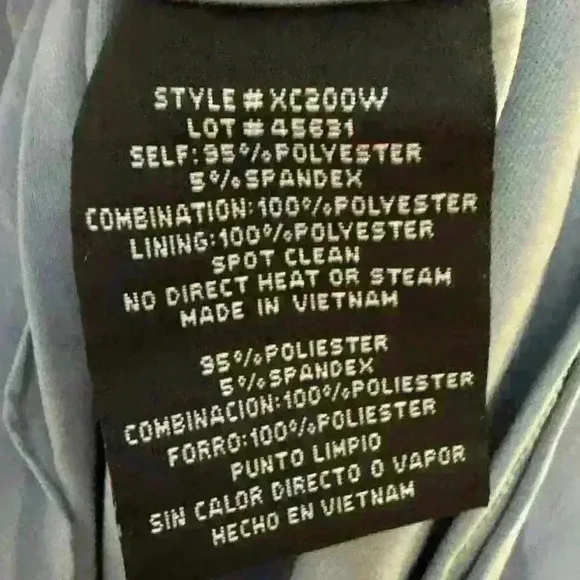 STYLE # XC200W
LOT # 45631
SELF: 95% POLYESTER
5% SPANDEX
COMBINATION: 100% POLYESTER
LINING: 100% POLYESTER
SPOT CLEAN
NO DIRECT HEAT OR STEAM
MADE IN VIETNAM
95% POLIESTER
5% SPANDEX
COMBINACION: 100% POLIESTER
FORRO: 100% POLIESTER
PUNTO LIMPIO
SIN CALOR DIRECTO O VAPOR
HECHO EN VIETNAM